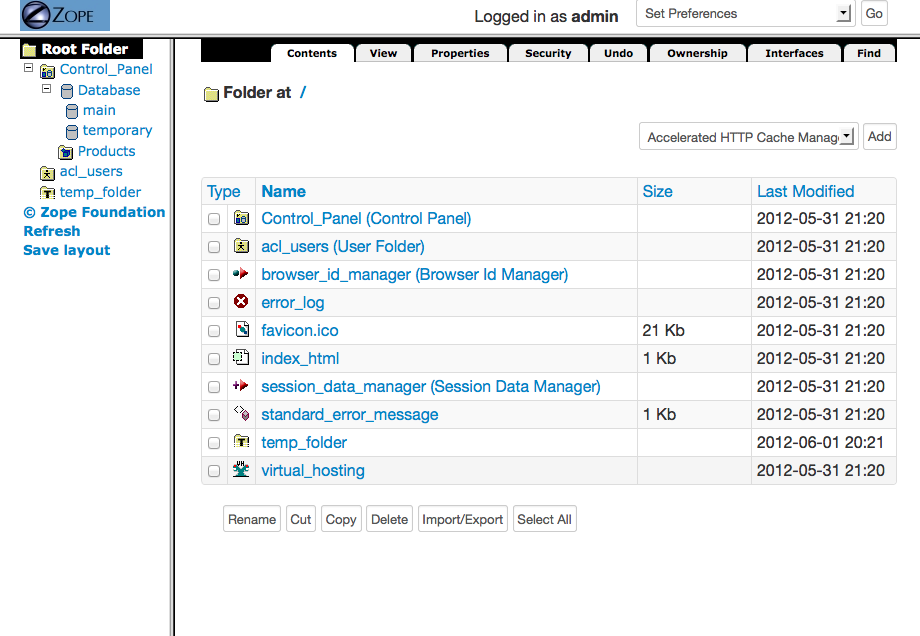 ZOPE
Logged in as admin
Set Preferences
Go
Root Folder
Control_Panel
Database
main
temporary
Products
acl_users
temp_folder
© Zope Foundation
Refresh
Save layout
Contents View Properties Security Undo Ownership Interfaces Find
Folder at /
Accelerated HTTP Cache Manag Add
Type Name Size Last Modified
Control_Panel (Control Panel) 2012-05-31 21:20
acl_users (User Folder) 2012-05-31 21:20
browser_id_manager (Browser Id Manager) 2012-05-31 21:20
error_log 2012-05-31 21:20
favicon.ico 21 Kb 2012-05-31 21:20
index_html 1 Kb 2012-05-31 21:20
session_data_manager (Session Data Manager) 2012-05-31 21:20
standard_error_message 1 Kb 2012-05-31 21:20
temp_folder 2012-06-01 20:21
virtual_hosting 2012-05-31 21:20
Rename Cut Copy Delete Import/Export Select All